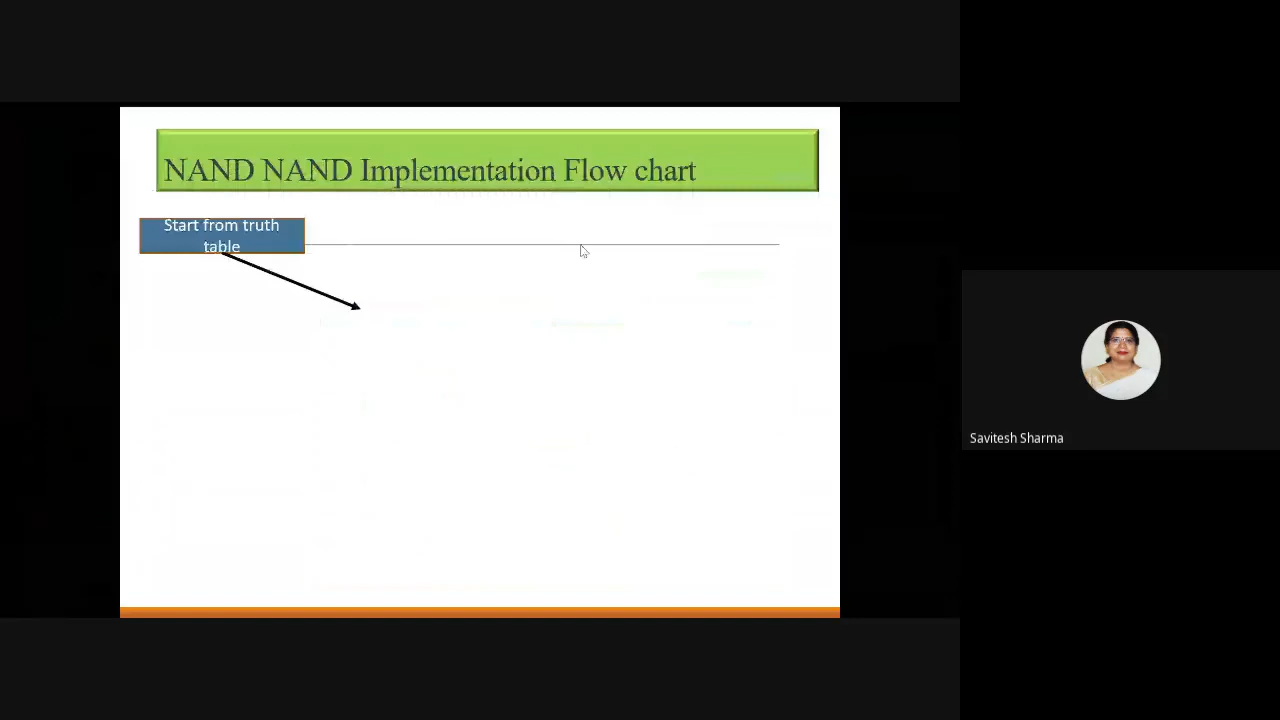 NAND NAND Implementation Flow chart
Start from truth
table
Savitesh Sharma